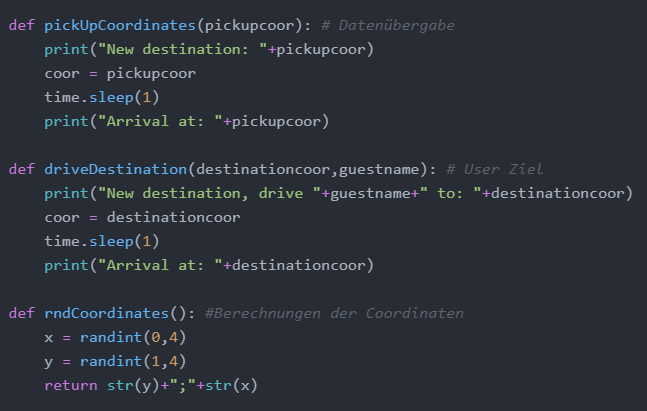 def pickUpCoordinates(pickupcoor): # Datenübergabe
    print("New destination: "+pickupcoor)
    coor = pickupcoor
    time.sleep(1)
    print("Arrival at: "+pickupcoor)

def driveDestination(destinationcoor,guestname): # User Ziel
    print("New destination, drive "+guestname+" to: "+destinationcoor)
    coor = destinationcoor
    time.sleep(1)
    print("Arrival at: "+destinationcoor)

def rndCoordinates(): #Berechnungen der Coordinaten
    x = randint(0,4)
    y = randint(1,4)
    return str(y)+";"+str(x)